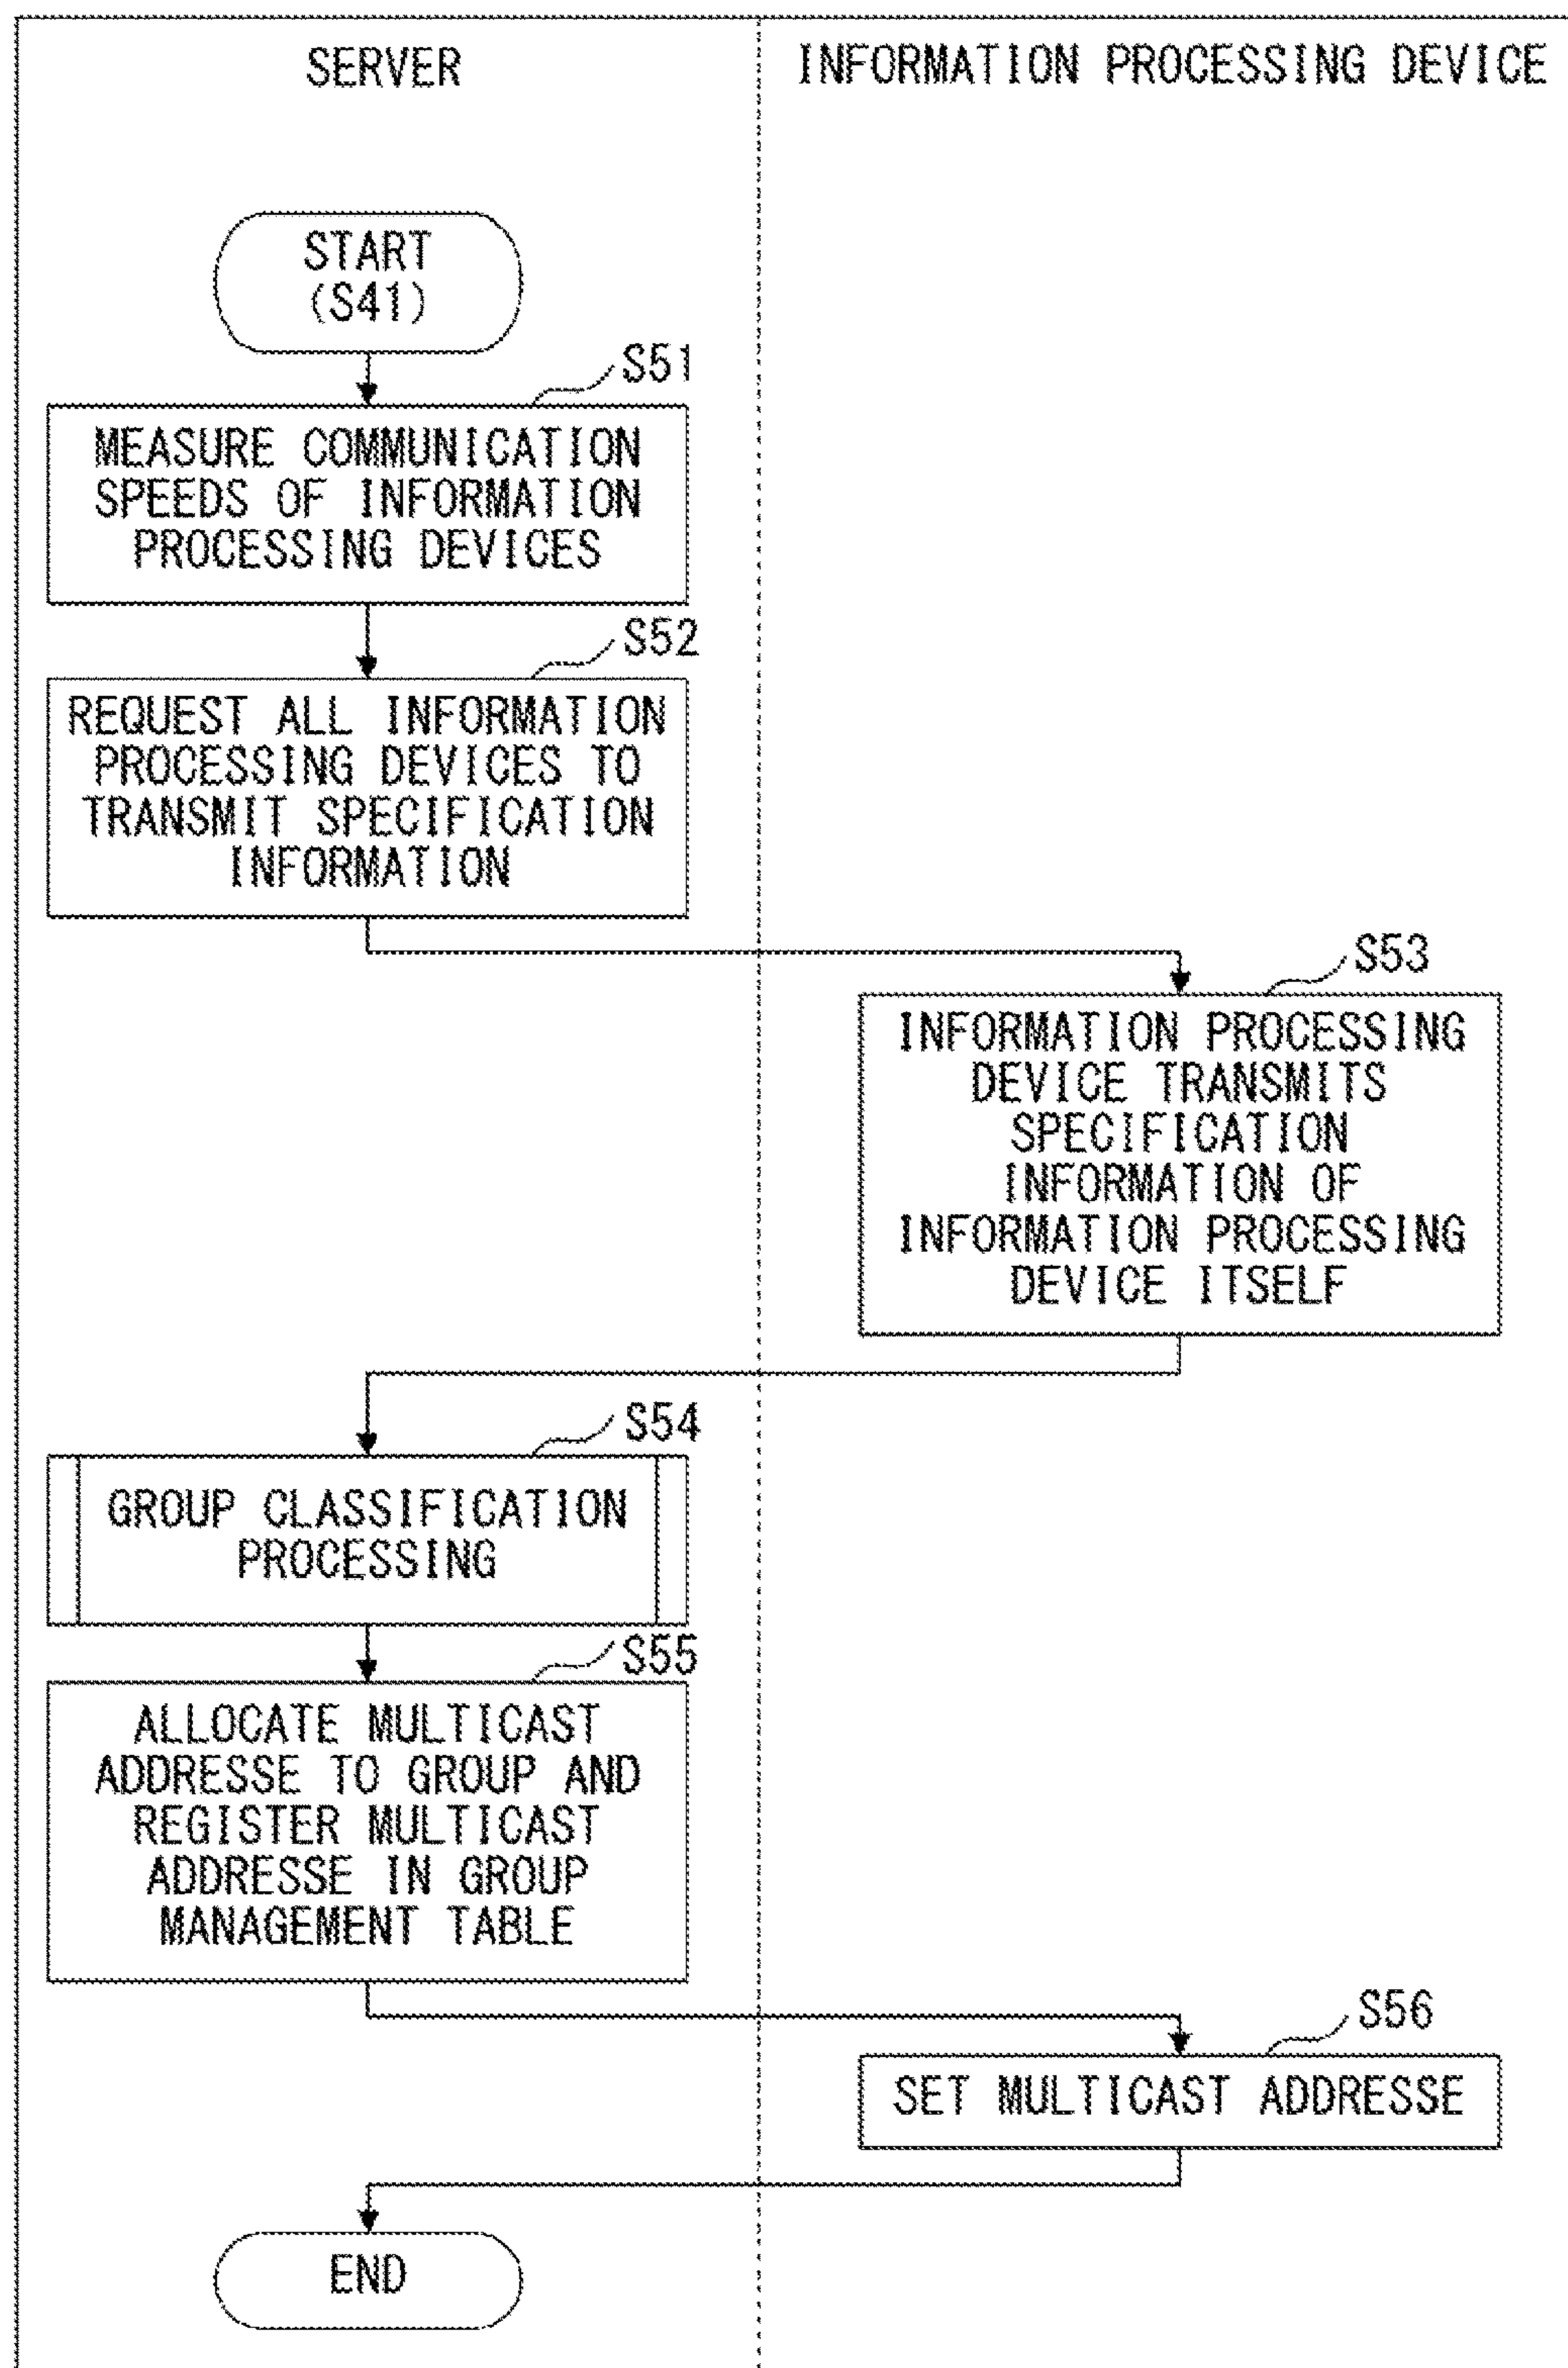 SERVER
INFORMATION PROCESSING DEVICE
START
(S41)
S51
MEASURE COMMUNICATION
SPEEDS OF INFORMATION
PROCESSING DEVICES
S52
REQUEST ALL INFORMATION
PROCESSING DEVICES TO
TRANSMIT SPECIFICATION
INFORMATION
S53
INFORMATION PROCESSING
DEVICE TRANSMITS
SPECIFICATION
INFORMATION OF
INFORMATION PROCESSING
DEVICE ITSELF
S54
GROUP CLASSIFICATION
PROCESSING
S55
ALLOCATE MULTICAST
ADDRESSE TO GROUP AND
REGISTER MULTICAST
ADDRESSE IN GROUP
MANAGEMENT TABLE
S56
SET MULTICAST ADDRESSE
END